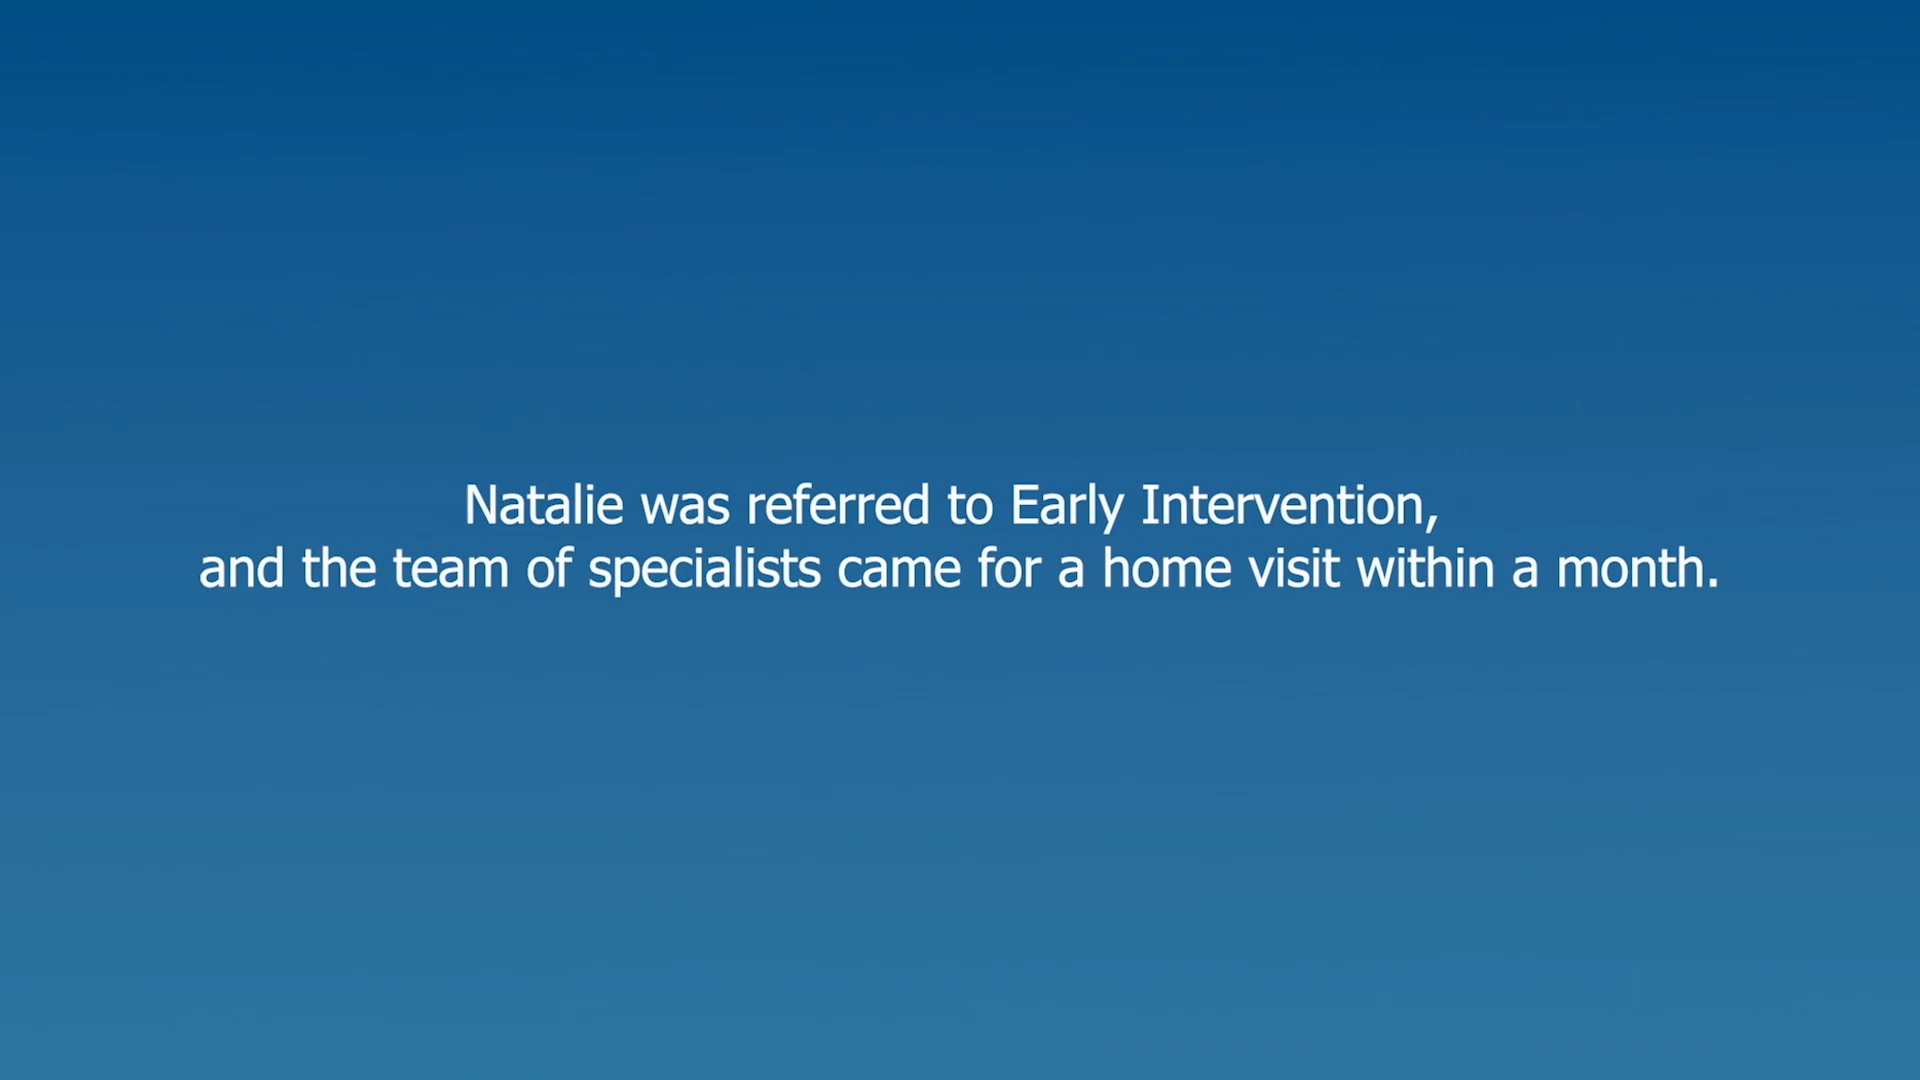 Natalie was referred to Early Intervention,
and the team of specialists came for a home visit within a month.